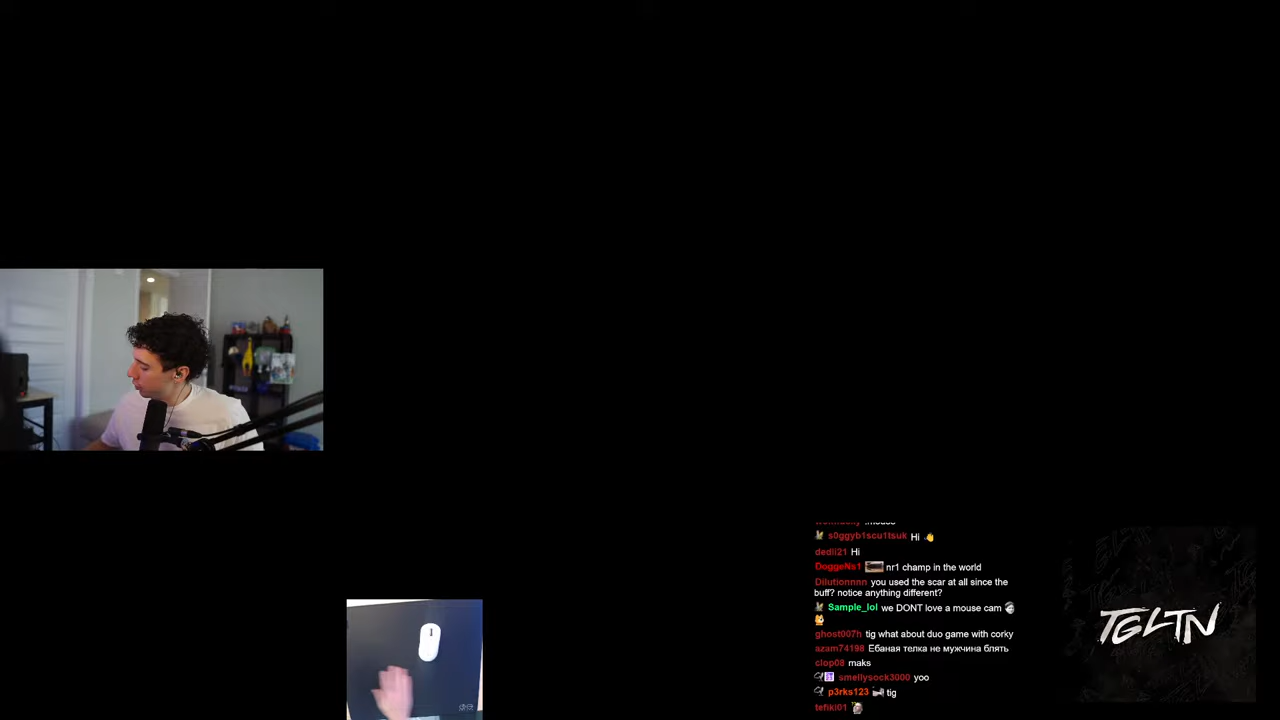 s0ggyb1scu1tsuk Hi
dedli21 Hi
DoggeNs1 nr1 champ in the world
Dilutionnnn you used the scar at all since the
buff? notice anything different?
Sample_lol we DONT love a mouse cam
ghost007h tig what about duo game with corky
azam74198 Ебаная телка не мужчина блять
clop08 maks
smellysock3000 yoo
p3rks123 tig
tefiki01
TGLTN